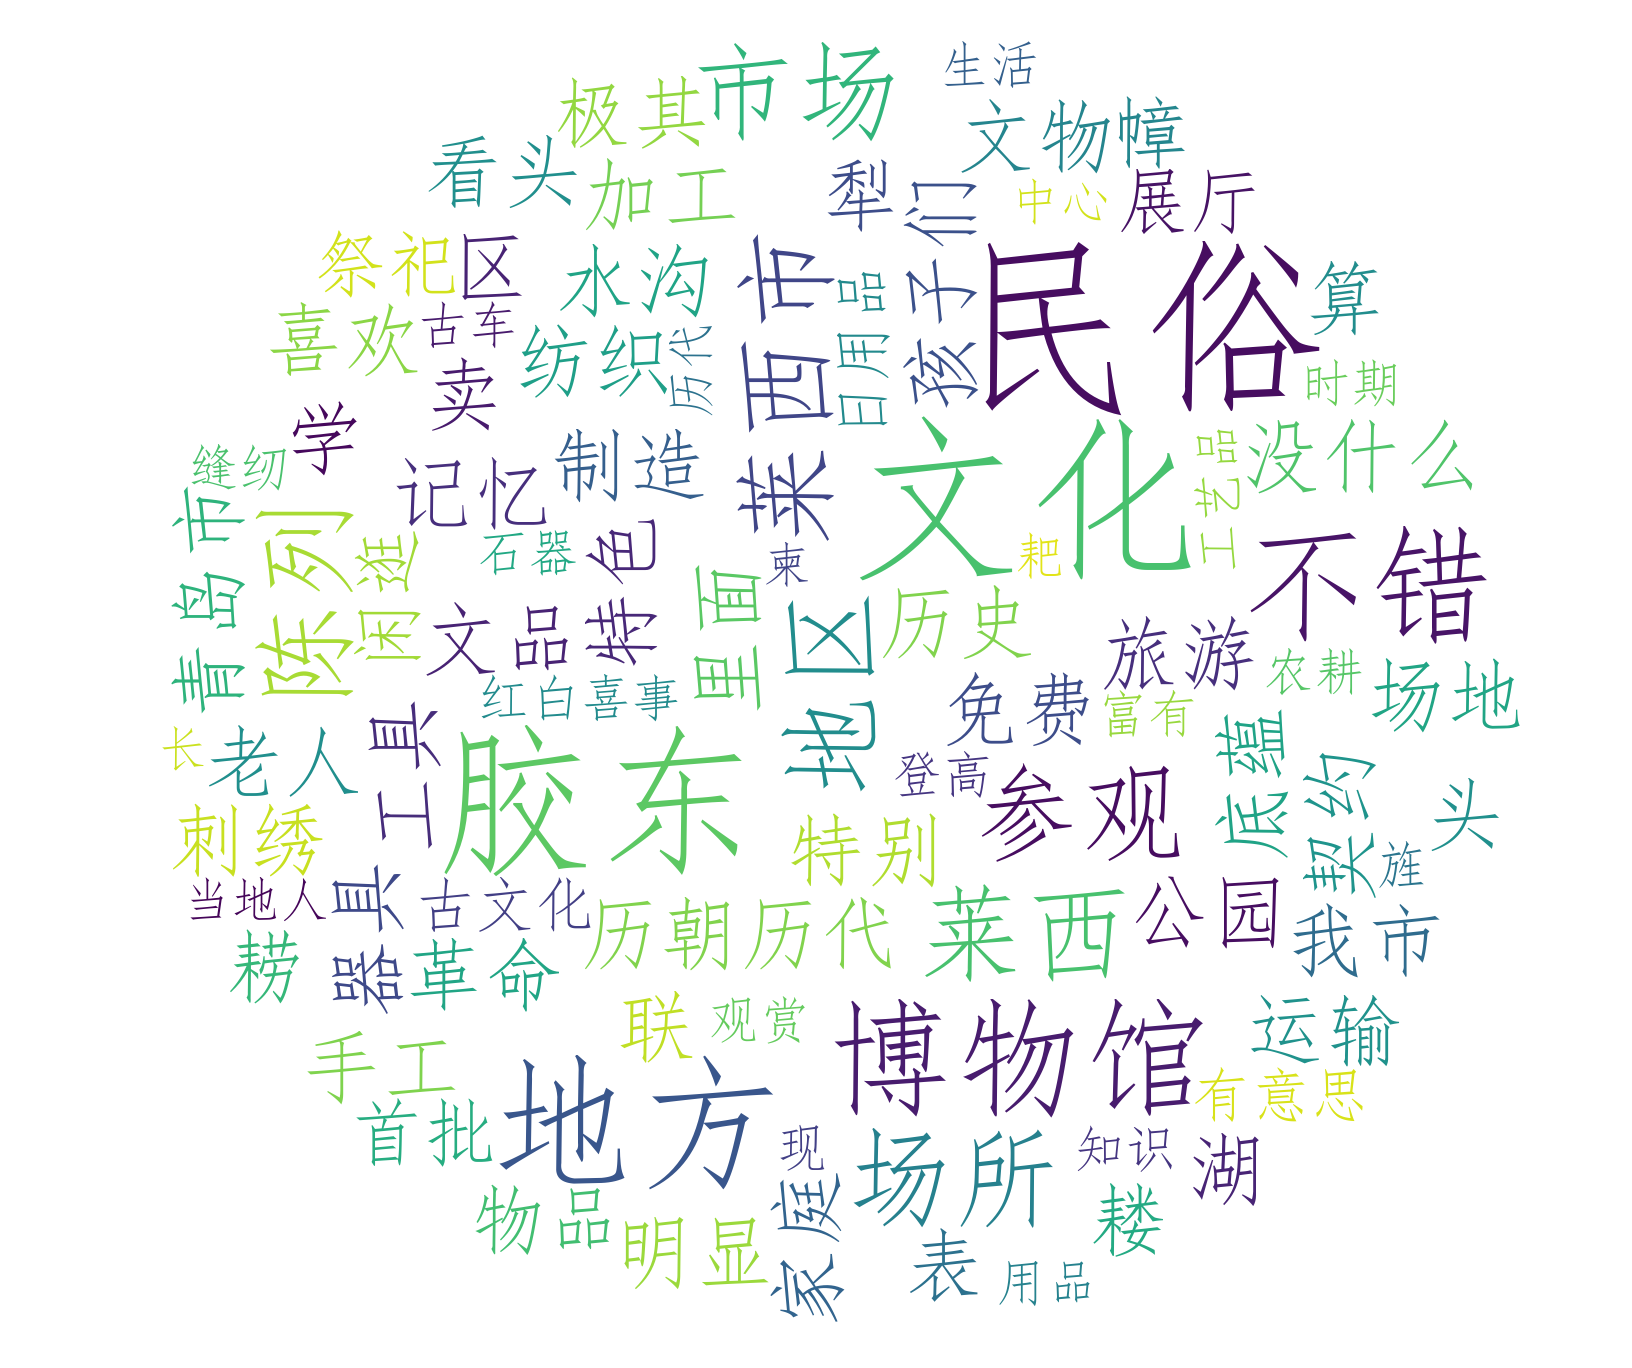 生活
市场
极其
文物幛
看头
加工
犁
孩子们
中心
展厅
祭祀
区
水沟
莱西市
日用品
民俗
算
喜欢
古车
纺织
历代
卖
时期
学
文化
工艺品
没什么
缝纫
记忆
制造
青岛市
陈列
闲逛
石器
特色
柬
耙
不错
文品
里面
地区
历史
旅游
农耕
场地
红白喜事
工具
免费
富有
底蕴
契约
长
老人
胶东
登高
参观
头
刺绣
特别
旌
当地人
器具
古文化
历朝历代
莱西
公园
我市
耢
革命
联
观赏
博物馆
运输
手工
地方
有意思
首批
现
场所
知识
湖
物品
明显
家庭
耧
表
用品